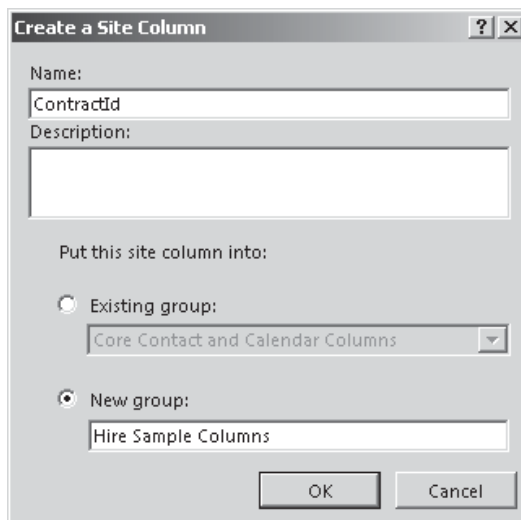 Create a Site Column
Name:
ContractId
Description:
Put this site column into:
Existing group:
Core Contact and Calendar Columns
New group:
Hire Sample Columns
OK Cancel